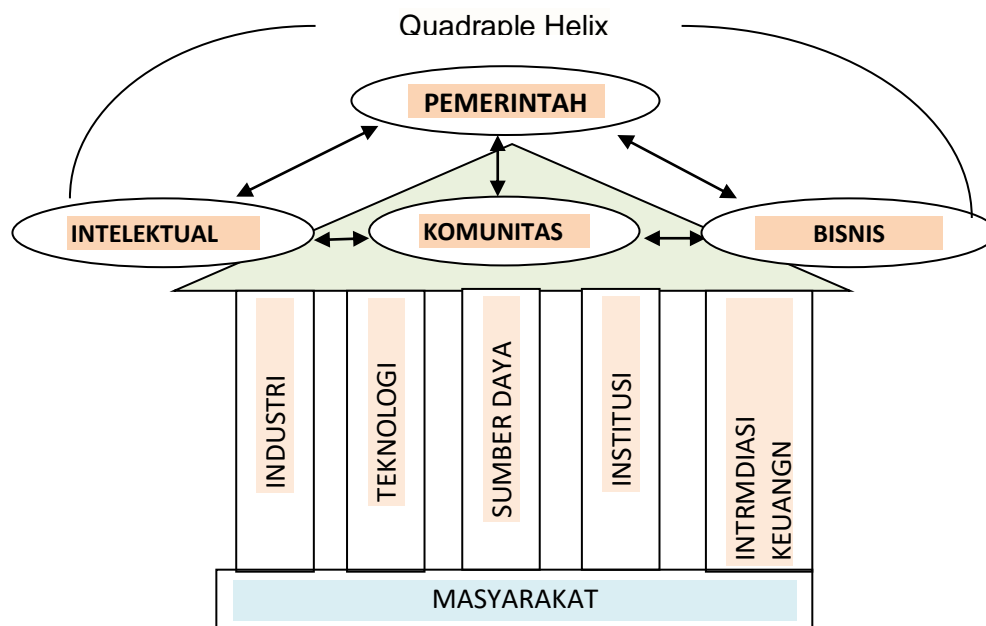 Quadraple Helix
PEMERINTAH
INTELEKTUAL
KOMUNITAS
BISNIS
INDUSTRI
TEKNOLOGI
SUMBER DAYA
INSTITUSI
INTRMDIASI
KEUANGN
MASYARAKAT